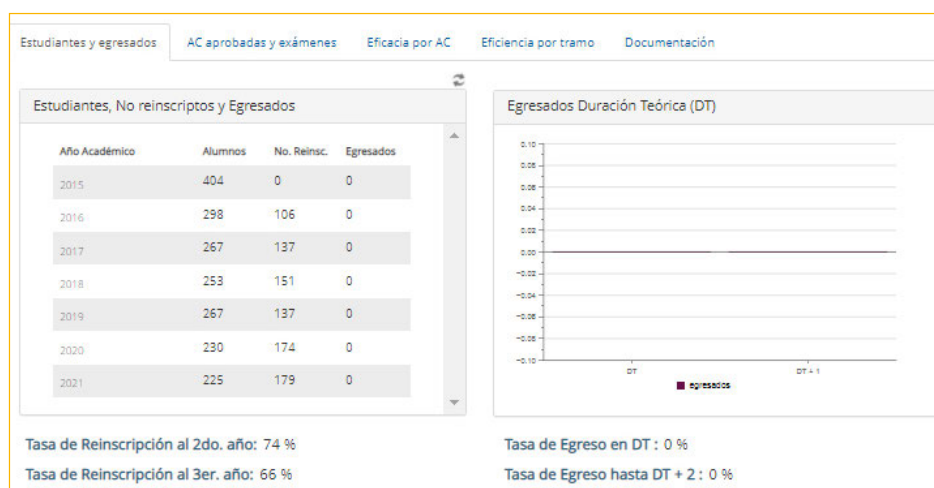 Estudiantes y egresados AC aprobadas y exámenes Eficacia por AC Eficiencia por tramo Documentación
Estudiantes, No reinscriptos y Egresados
Año Académico Alumnos No. Reinsc. Egresados
2015 404 0 0
2016 298 106 0
2017 267 137 0
2018 253 151 0
2019 267 137 0
2020 230 174 0
2021 225 179 0
Tasa de Reinscripción al 2do. año: 74 %
Tasa de Reinscripción al 3er. año: 66 %
Egresados Duración Teórica (DT)
0.10
0.08
0.06
0.04
0.02
0.00
-0.02
-0.04
-0.06
-0.08
-0.10
DT DT + 1
egresados
Tasa de Egreso en DT : 0 %
Tasa de Egreso hasta DT + 2 : 0 %